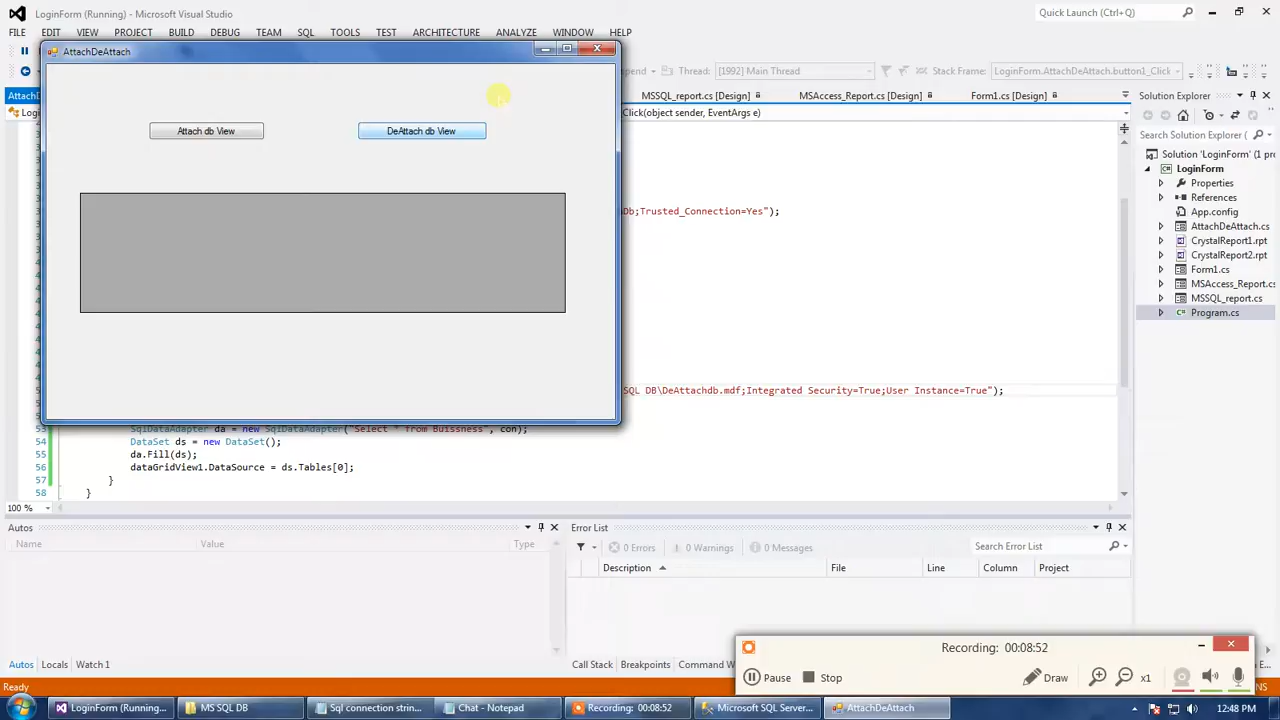 LoginForm (Running) - Microsoft Visual Studio
Quick Launch (Ctrl+Q)
FILE
VIEW PROJECT BUILD DEBUG TEAM SQL TOOLS TEST ARCHITECTURE ANALYZE WINDOW HELP
AttachDeAttach
Thread: [1992] Main Thread
Stack Frame: LoginForm.AttachDeAttach.button1_Click
MSSQL_report.cs [Design]
MSAccess_Report.cs [Design]
Form1.cs [Design]
Solution Explorer
Click(object sender, EventArgs e)
Attach db View
DeAttach db View
Search Solution Explorer
Solution 'LoginForm' (1 pro
LoginForm
Properties
References
App.config
AttachDeAttach.cs
CrystalReport1.rpt
CrystalReport2.rpt
Form1.cs
MSAccess_Report.cs
MSSQL_report.cs
Program.cs
Db;Trusted_Connection=Yes");
SQL DB\DeAttachdb.mdf;Integrated Security=True;User Instance=True");
53 SqlDataAdapter da = new SqlDataAdapter("Select * from Buissness", con);
54 DataSet ds = new DataSet();
55 da.Fill(ds);
56 dataGridView1.DataSource = ds.Tables[0];
57 }
58 }
100 %
Autos
Name Value Type
Error List
0 Errors 0 Warnings 0 Messages
Search Error List
Description File Line Column Project
Autos Locals Watch 1
Call Stack Breakpoints Command W
Ready
Recording: 00:08:52
Pause Stop Draw x1
LoginForm (Running...
MS SQL DB
Sql connection strin...
Chat - Notepad
Recording: 00:08:52
Microsoft SQL Server...
AttachDeAttach
12:48 PM